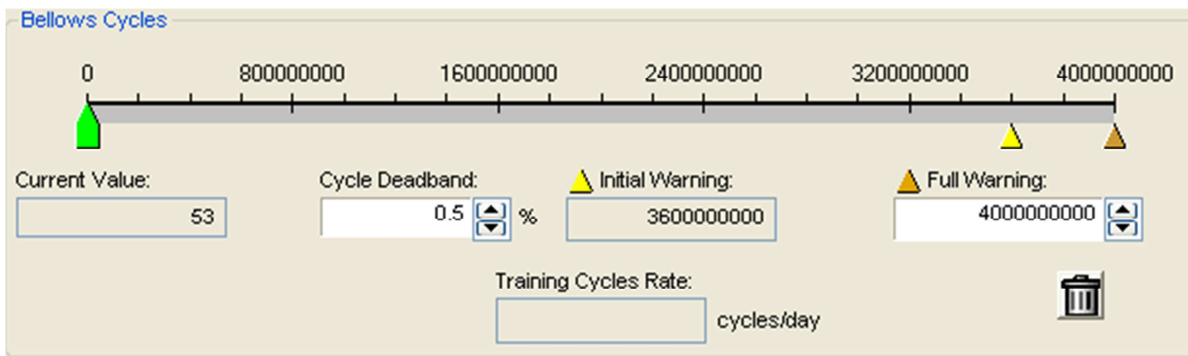 Bellows Cycles
0 800000000 1600000000 2400000000 3200000000 4000000000
Current Value: Cycle Deadband: Initial Warning: Full Warning:
53 0.5 % 3600000000 4000000000
Training Cycles Rate:
cycles/day